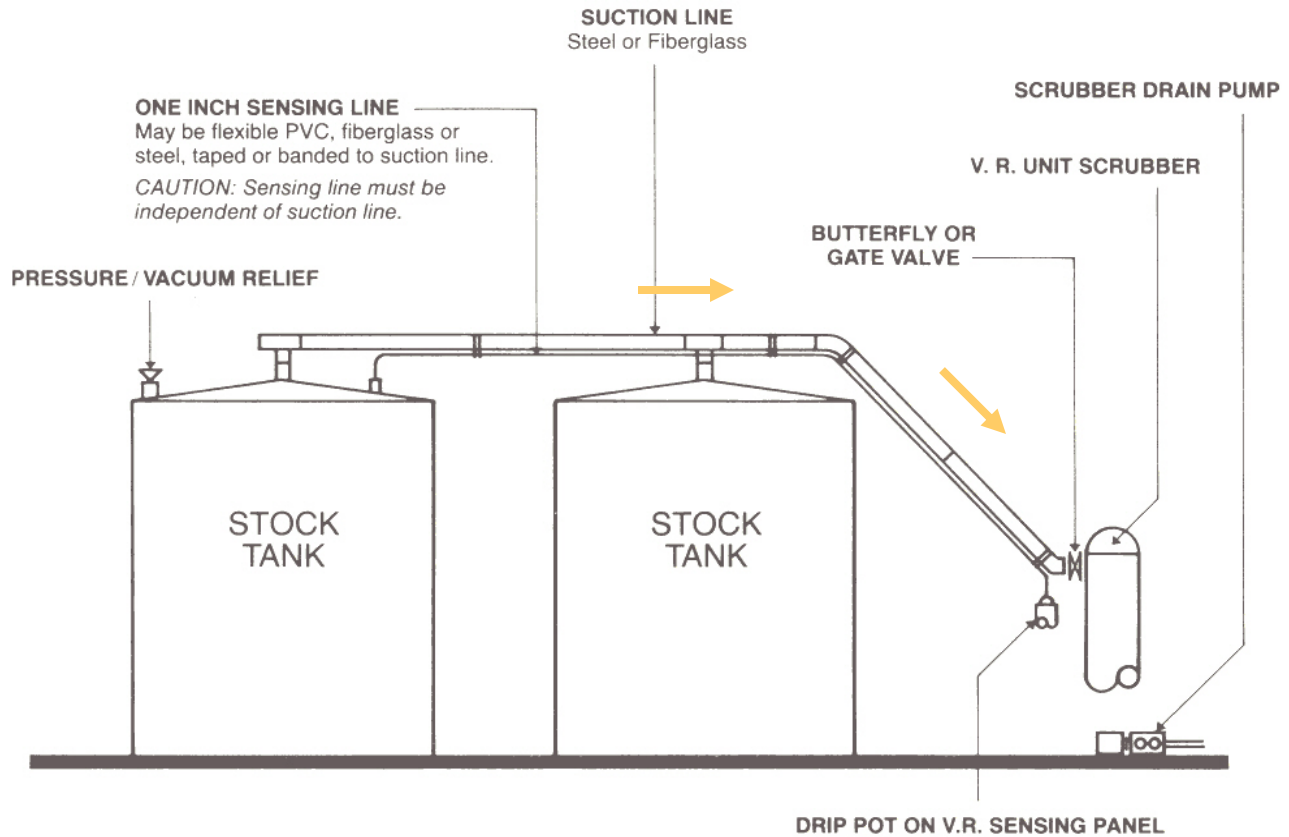 SUCTION LINE
Steel or Fiberglass
SCRUBBER DRAIN PUMP
ONE INCH SENSING LINE
May be flexible PVC, fiberglass or
steel, taped or banded to suction line.
CAUTION: Sensing line must be
independent of suction line.
V. R. UNIT SCRUBBER
BUTTERFLY OR
GATE VALVE
PRESSURE / VACUUM RELIEF
STOCK
TANK
STOCK
TANK
DRIP POT ON V.R. SENSING PANEL